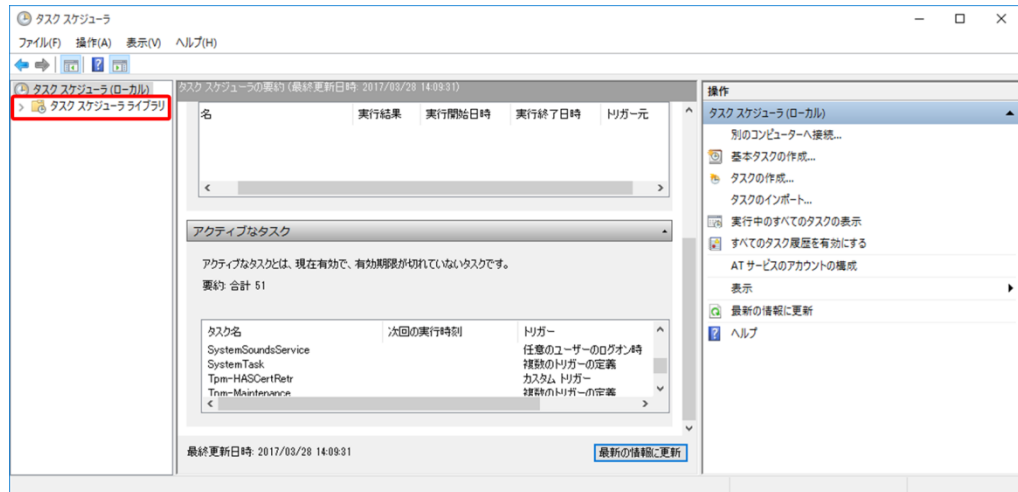 タスク スケジューラ
ファイル(F) 操作(A) 表示(V) ヘルプ(H)
タスク スケジューラ (ローカル)
タスク スケジューラ ライブラリ
タスク スケジューラの要約 (最終更新日時: 2017/03/28 14:09:31)
名 実行結果 実行開始日時 実行終了日時 トリガー元
アクティブなタスク
アクティブなタスクとは、現在有効で、有効期限が切れていないタスクです。
要約: 合計 51
タスク名 次回の実行時刻 トリガー
SystemSoundsService 任意のユーザーのログオン時
SystemTask 複数のトリガーの定義
Tpm-HASCertRetr カスタム トリガー
Tpm-Maintenance 複数のトリガーの定義
最終更新日時: 2017/03/28 14:09:31 最新の情報に更新
操作
タスク スケジューラ (ローカル)
別のコンピューターへ接続...
基本タスクの作成...
タスクの作成...
タスクのインポート...
実行中のすべてのタスクの表示
すべてのタスク履歴を有効にする
AT サービスのアカウントの構成
表示
最新の情報に更新
ヘルプ